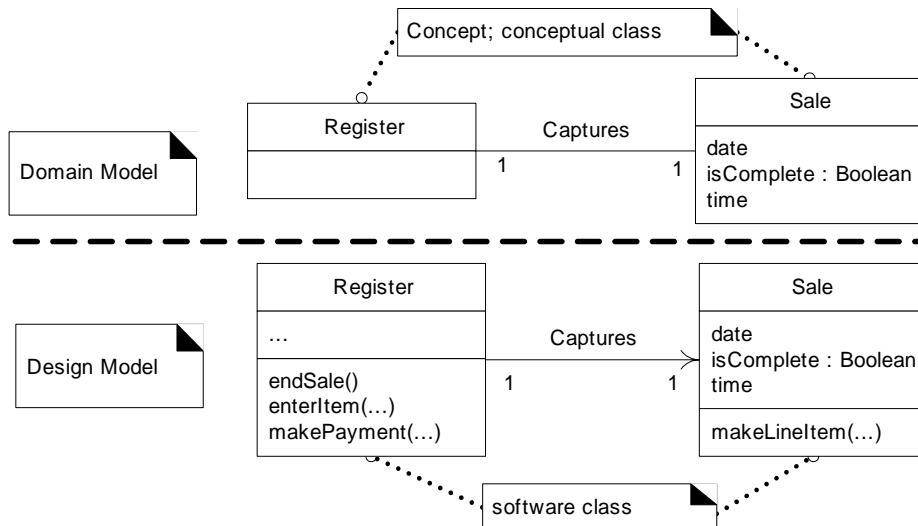 Concept; conceptual class
Register
Sale
Captures
1
1
date
isComplete : Boolean
time
Domain Model
Register
Sale
...
Captures
1
1
date
isComplete : Boolean
time
Design Model
endSale()
enterItem(...)
makePayment(...)
makeLineItem(...)
software class